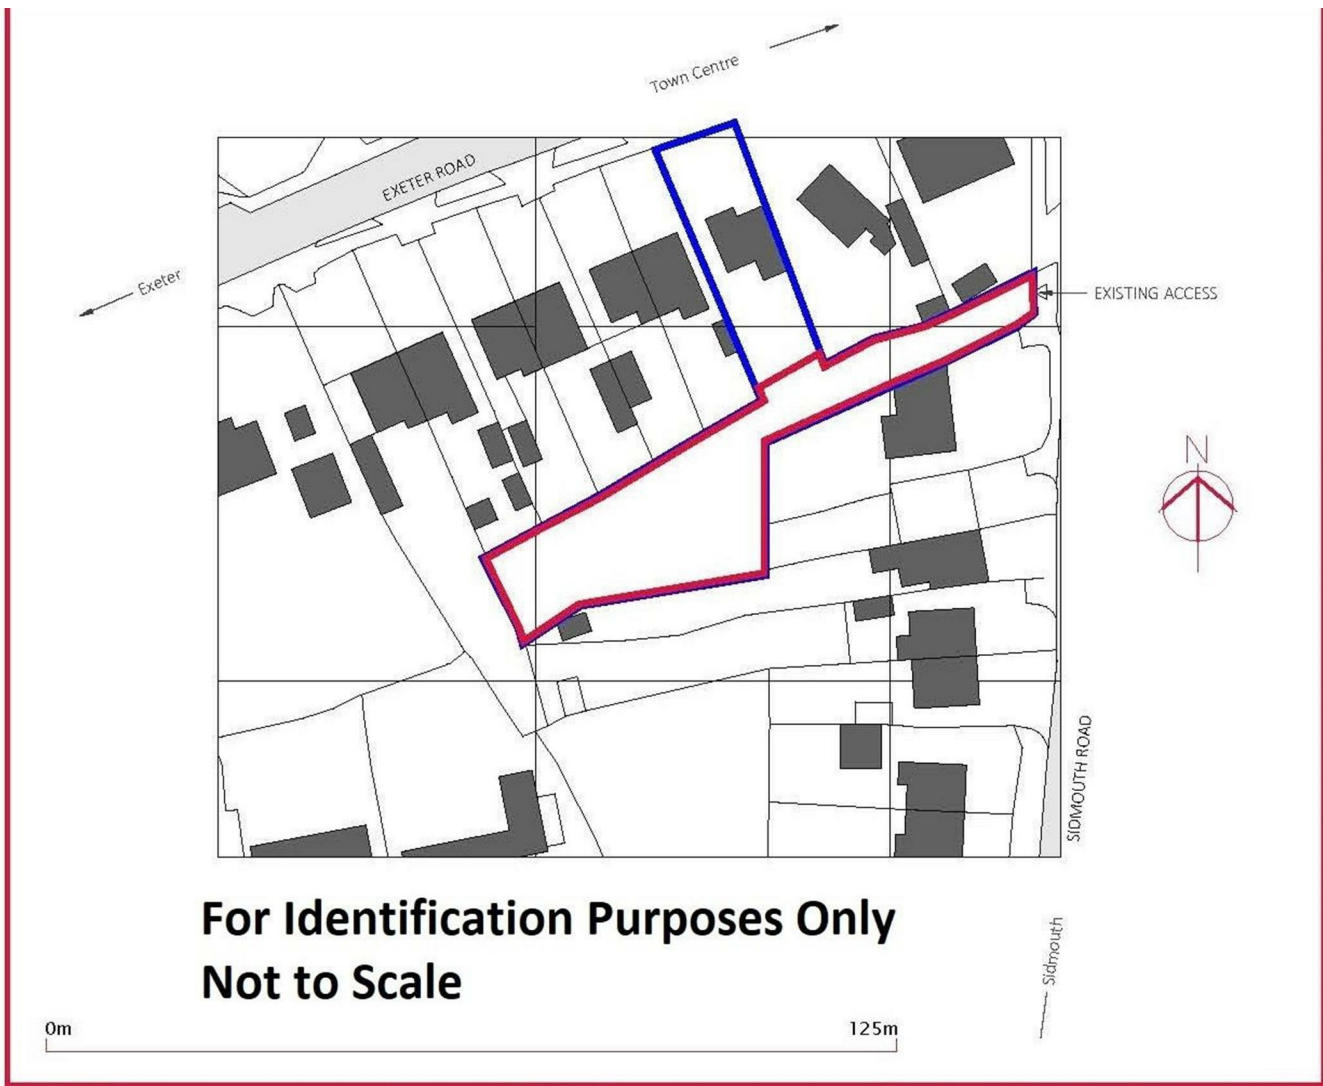 Town Centre
EXETER ROAD
Exeter
EXISTING ACCESS
N
SIDMOUTH ROAD
For Identification Purposes Only
Not to Scale
Sidmouth
0m
125m